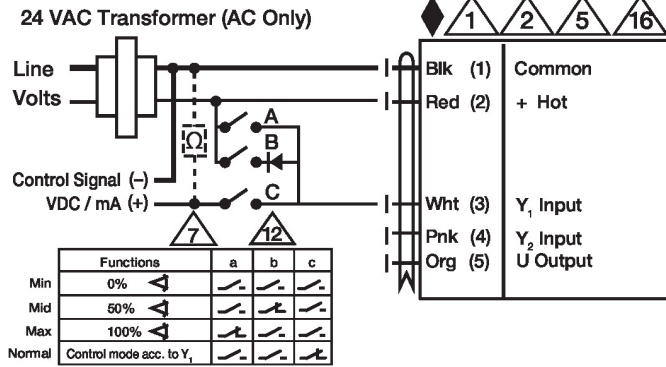 24 VAC Transformer (AC Only)
1 2 5 16
Line
Volts
Blk (1) Common
Red (2) + Hot
A
B
Ω
Control Signal (–)
VDC / mA (+)
C
Wht (3) Y₁ Input
Pnk (4) Y₂ Input
Org (5) U Output
7 12
Functions a b c
Min 0%
Mid 50%
Max 100%
Normal Control mode acc. to Y₁